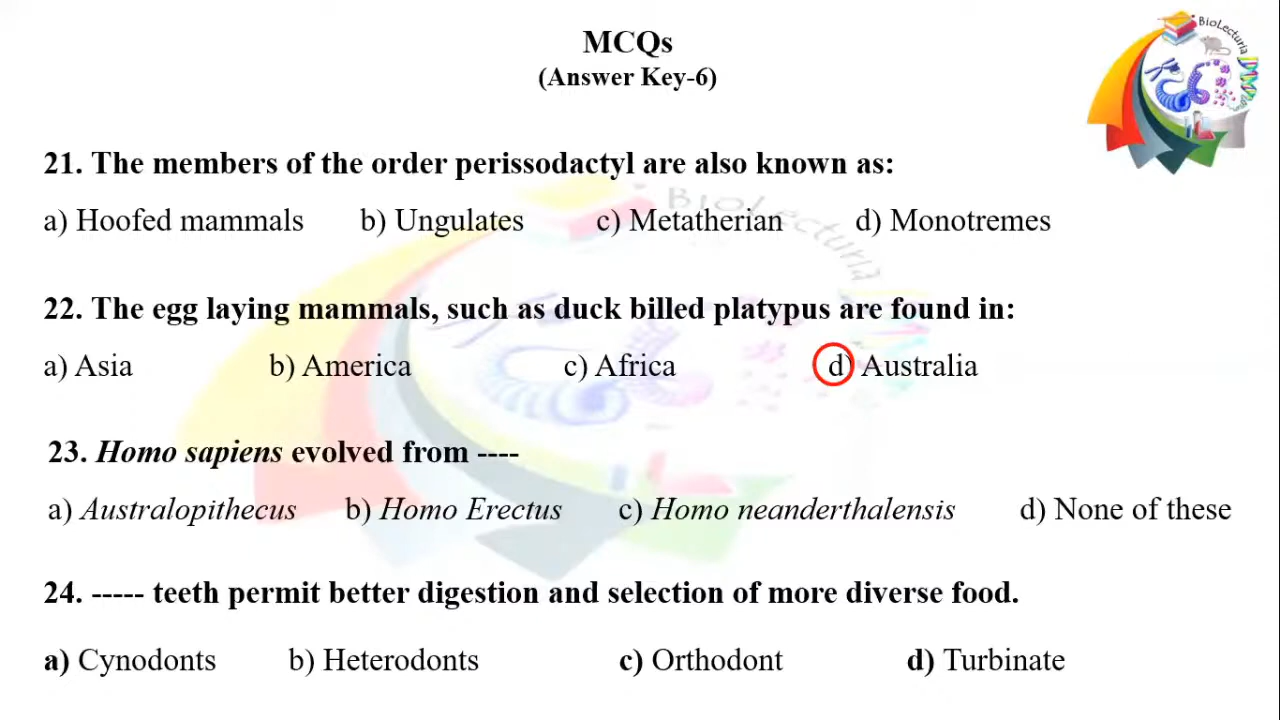 MCQs
(Answer Key-6)
BioLecturia
21. The members of the order perissodactyl are also known as:
a) Hoofed mammals b) Ungulates c) Metatherian d) Monotremes
22. The egg laying mammals, such as duck billed platypus are found in:
a) Asia b) America c) Africa d) Australia
23. Homo sapiens evolved from ----
a) Australopithecus b) Homo Erectus c) Homo neanderthalensis d) None of these
24. ----- teeth permit better digestion and selection of more diverse food.
a) Cynodonts b) Heterodonts c) Orthodont d) Turbinate
BioLecturia